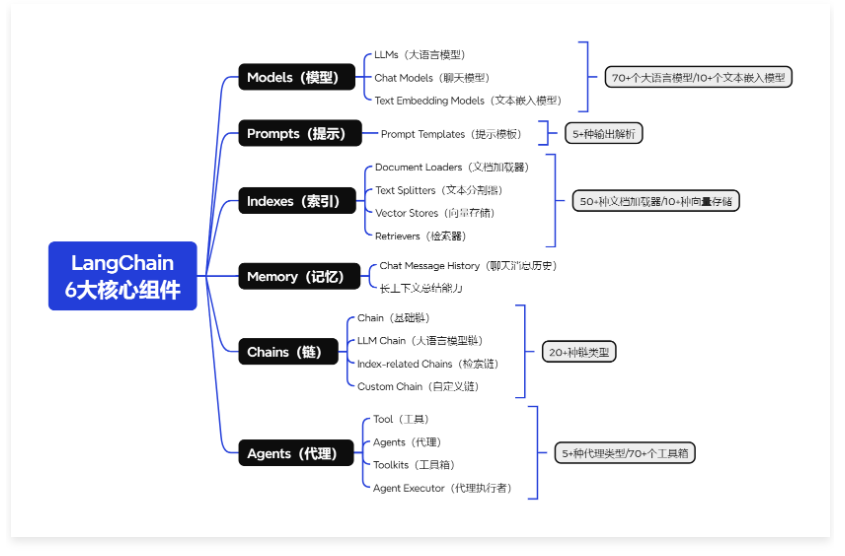 LangChain
6大核心组件
Models（模型）
LLMs（大语言模型）
Chat Models（聊天模型）
Text Embedding Models（文本嵌入模型）
70+个大语言模型/10+个文本嵌入模型
Prompts（提示）
Prompt Templates（提示模板）
5+种输出解析
Indexes（索引）
Document Loaders（文档加载器）
Text Splitters（文本分割器）
Vector Stores（向量存储）
Retrievers（检索器）
50+种文档加载器/10+种向量存储
Memory（记忆）
Chat Message History（聊天消息历史）
长上下文总结能力
Chains（链）
Chain（基础链）
LLM Chain（大语言模型链）
Index-related Chains（检索链）
Custom Chain（自定义链）
20+种链类型
Agents（代理）
Tool（工具）
Agents（代理）
Toolkits（工具箱）
Agent Executor（代理执行者）
5+种代理类型/70+个工具箱